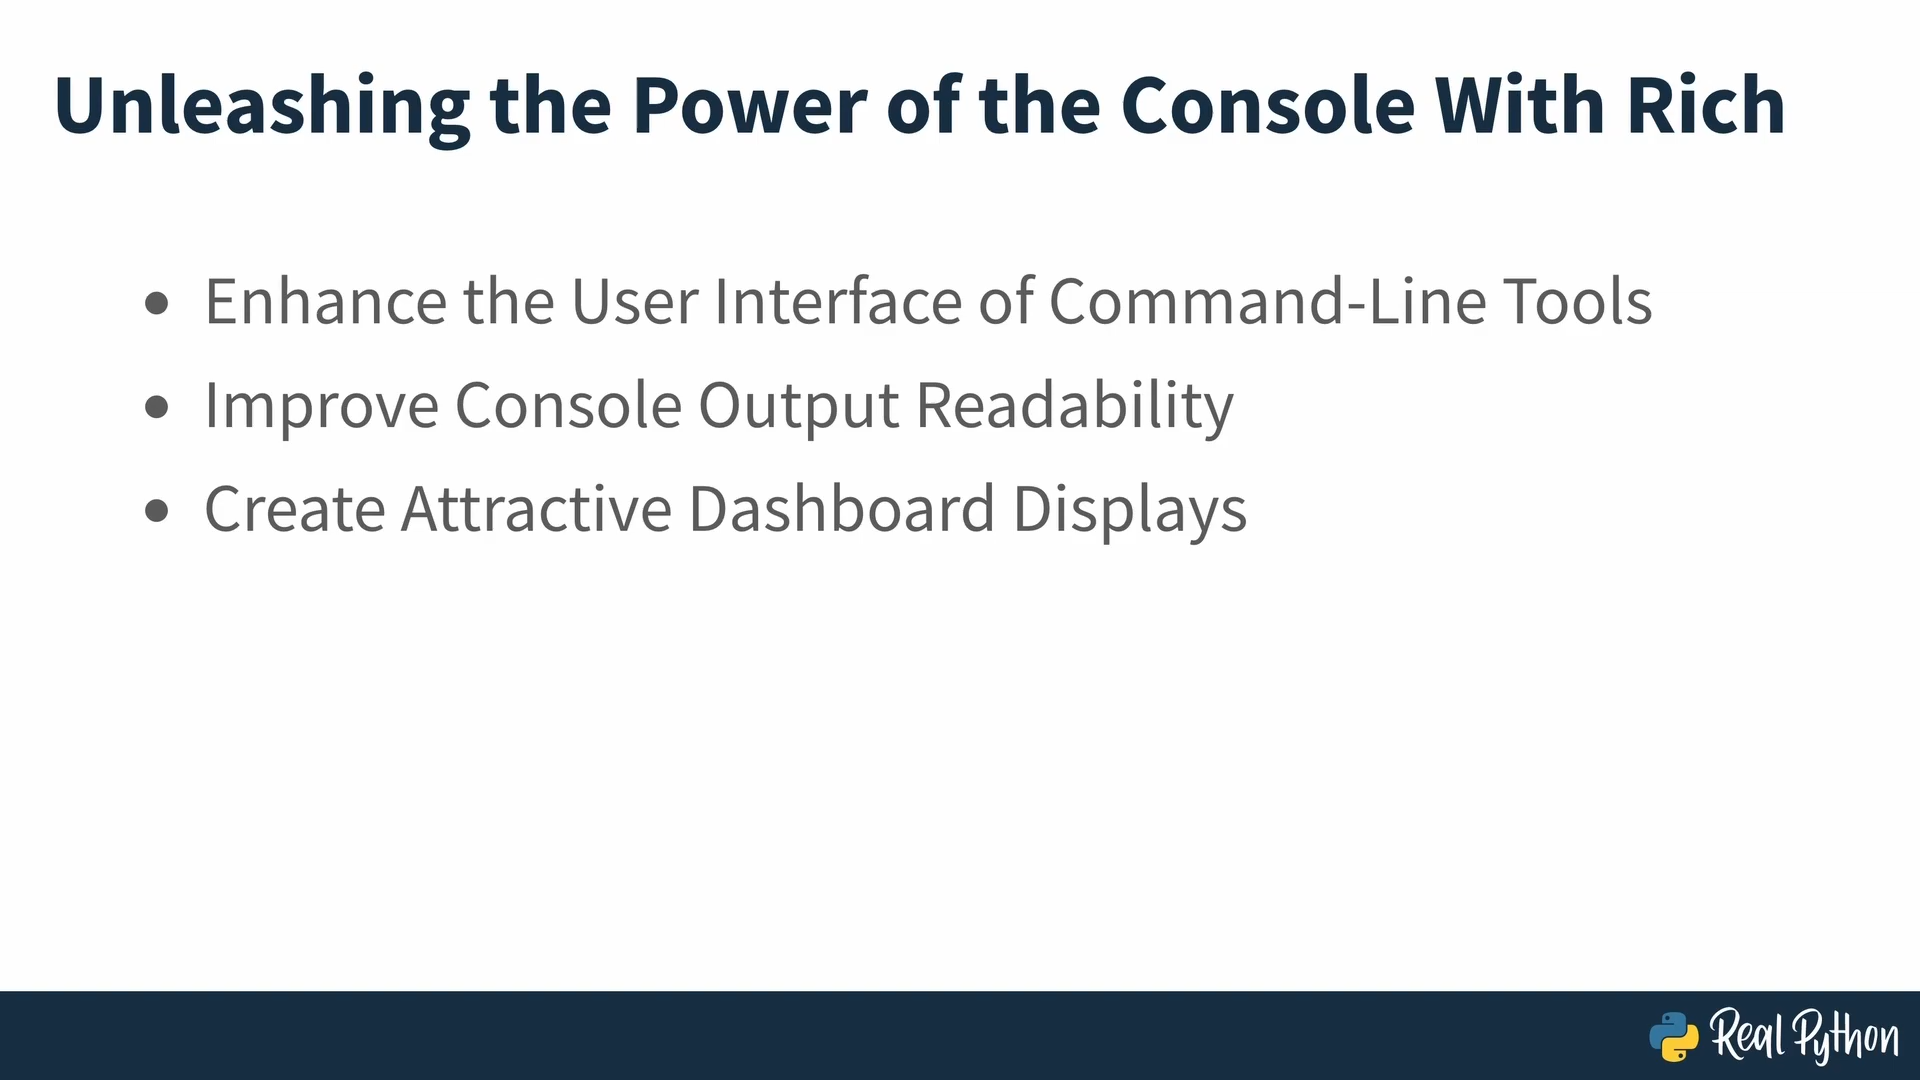 Unleashing the Power of the Console With Rich
• Enhance the User Interface of Command-Line Tools
• Improve Console Output Readability
• Create Attractive Dashboard Displays
Real Python